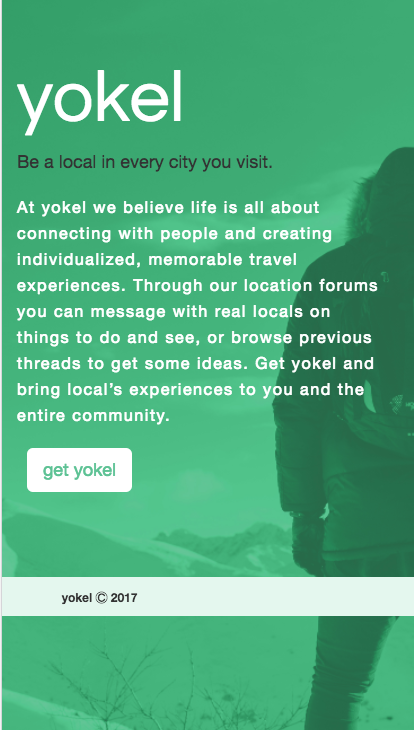 yokel
Be a local in every city you visit.
At yokel we believe life is all about
connecting with people and creating
individualized, memorable travel
experiences. Through our location forums
you can message with real locals on
things to do and see, or browse previous
threads to get some ideas. Get yokel and
bring local’s experiences to you and the
entire community.
get yokel
yokel © 2017